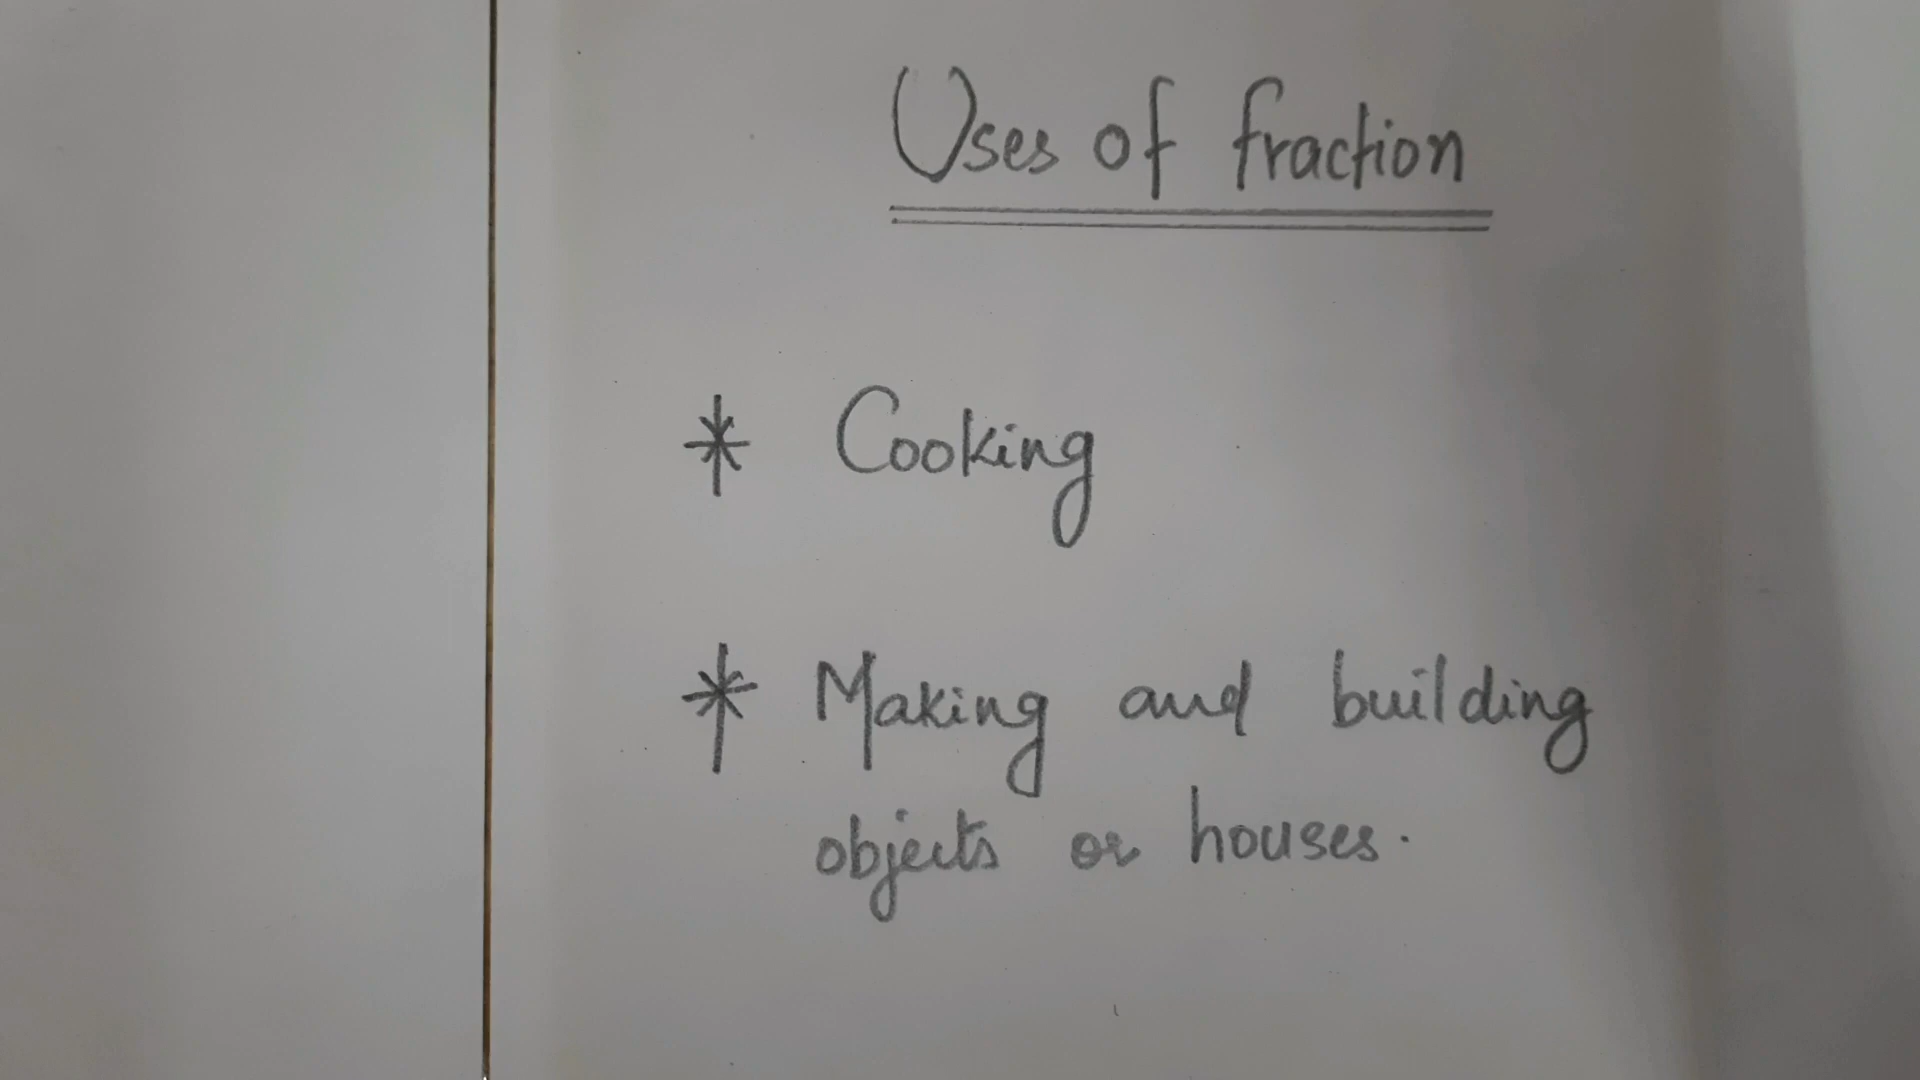 Uses of fraction
* Cooking
* Making and building
objects or houses.